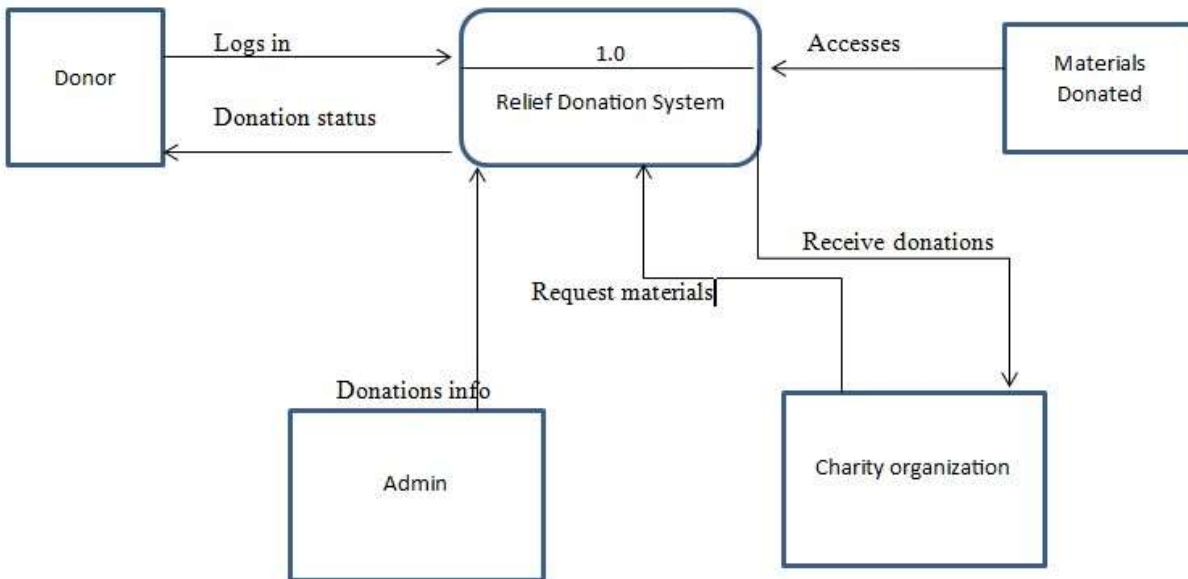 Donor
Logs in
Donation status
1.0
Relief Donation System
Accesses
Materials
Donated
Receive donations
Request materials
Donations info
Admin
Charity organization